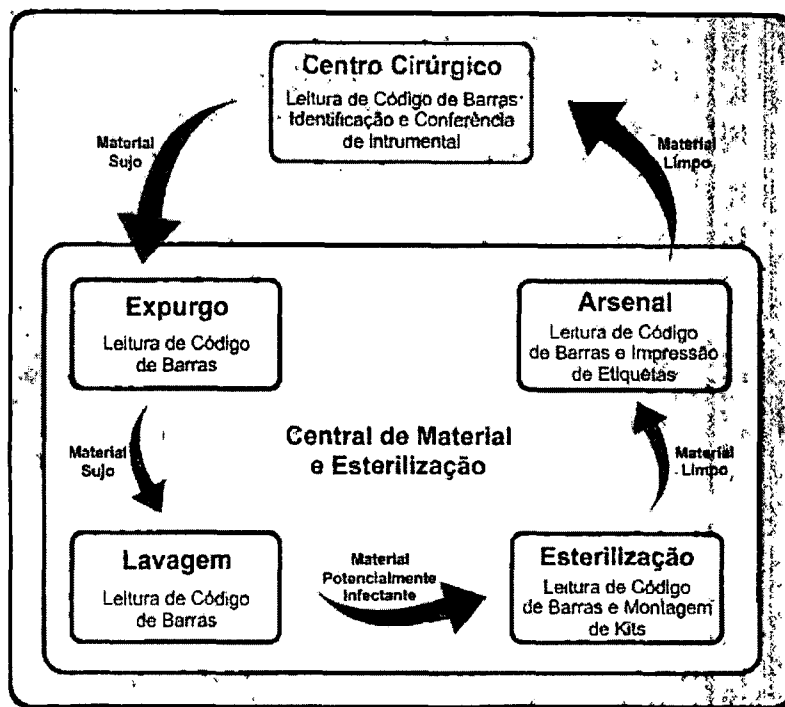 Centro Cirúrgico
Leitura de Código de Barras
Identificação e Conferência
de Intrumental
Material
Sujo
Material
Limpo
Expurgo
Leitura de Código
de Barras
Arsenal
Leitura de Código
de Barras e Impressão
de Etiquetas
Central de Material
e Esterilização
Material
Sujo
Material
Limpo
Lavagem
Leitura de Código
de Barras
Material
Potencialmente
Infectante
Esterilização
Leitura de Código
de Barras e Montagem
de Kits